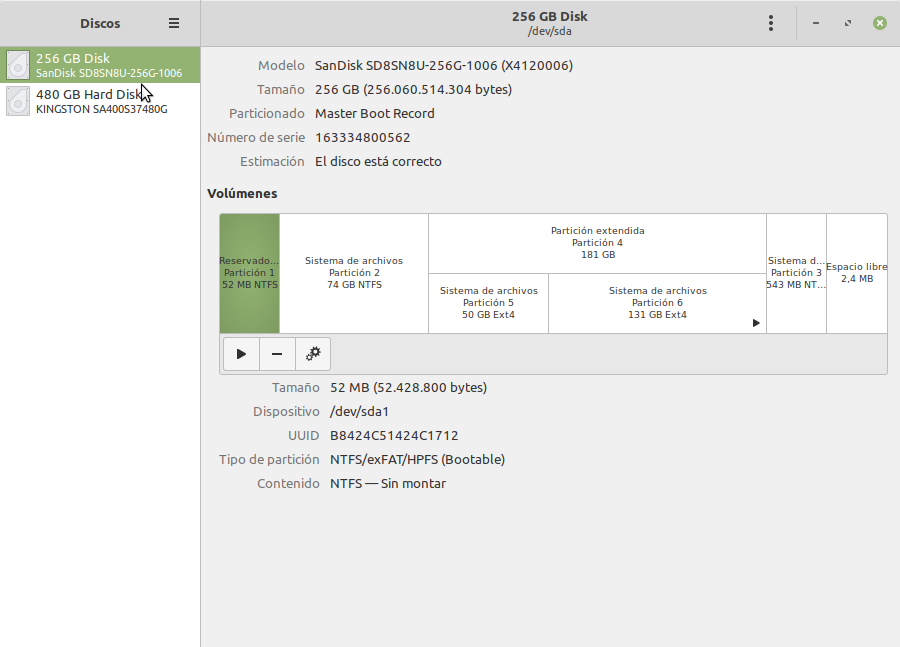 Discos
256 GB Disk
/dev/sda
256 GB Disk
SanDisk SD8SN8U-256G-1006
480 GB Hard Disk
KINGSTON SA400S37480G
Modelo SanDisk SD8SN8U-256G-1006 (X4120006)
Tamaño 256 GB (256.060.514.304 bytes)
Particionado Master Boot Record
Número de serie 163334800562
Estimación El disco está correcto
Volúmenes
Reservado…
Partición 1
52 MB NTFS
Sistema de archivos
Partición 2
74 GB NTFS
Partición extendida
Partición 4
181 GB
Sistema de archivos
Partición 5
50 GB Ext4
Sistema de archivos
Partición 6
131 GB Ext4
Sistema d…
Partición 3
543 MB NT…
Espacio libre
2,4 MB
Tamaño 52 MB (52.428.800 bytes)
Dispositivo /dev/sda1
UUID B8424C51424C1712
Tipo de partición NTFS/exFAT/HPFS (Bootable)
Contenido NTFS — Sin montar